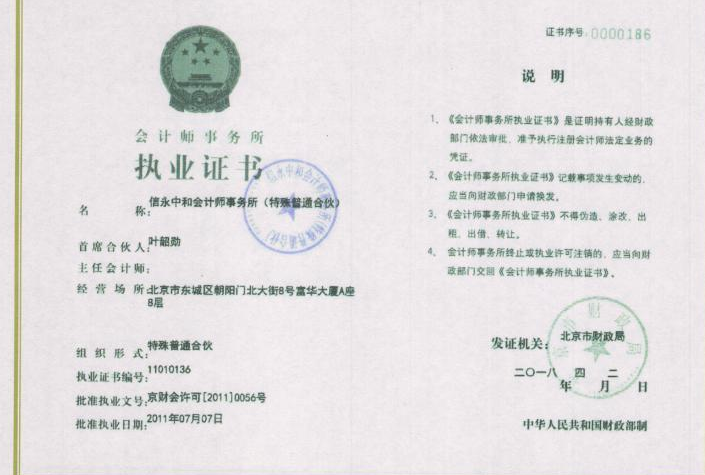 会计师事务所
执业证书
名称：信永中和会计师事务所（特殊普通合伙）
首席合伙人：叶韶勋
主任会计师：
经营场所：北京市东城区朝阳门北大街8号富华大厦A座
8层
组织形式：特殊普通合伙
执业证书编号：11010136
批准执业文号：京财会许可[2011]0056号
批准执业日期：2011年07月07日
证书序号：0000186
说明
1、《会计师事务所执业证书》是证明持有人经财政
部门依法审批，准予执行注册会计师法定业务的
凭证。
2、《会计师事务所执业证书》记载事项发生变动的，
应当向财政部门申请换发。
3、《会计师事务所执业证书》不得伪造、涂改、出
租、出借、转让。
4、会计师事务所终止或执业许可注销的，应当向财
政部门交回《会计师事务所执业证书》。
发证机关：北京市财政局
二〇一八年四月二日
中华人民共和国财政部制